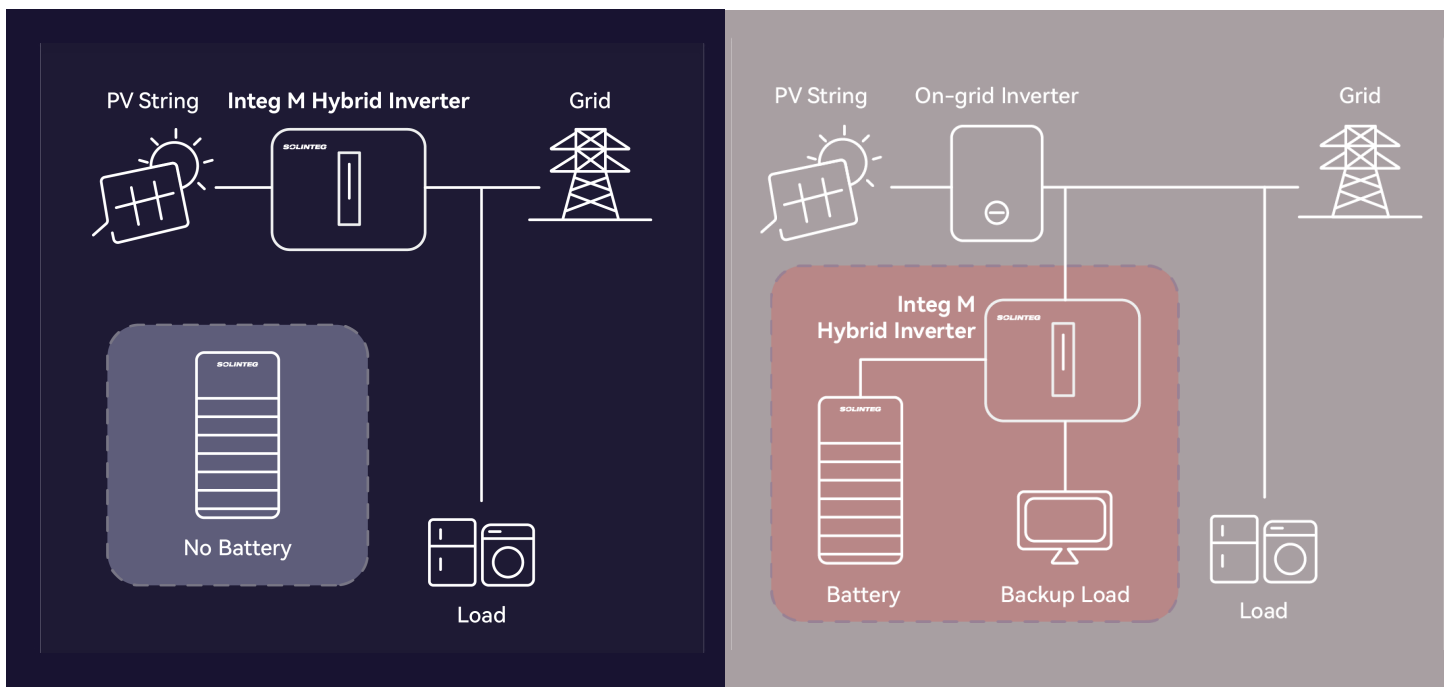 PV String
Integ M Hybrid Inverter
Grid
SOLINTEG
SOLINTEG
No Battery
Load
PV String
On-grid Inverter
Grid
Integ M
Hybrid Inverter
SOLINTEG
SOLINTEG
Battery
Backup Load
Load